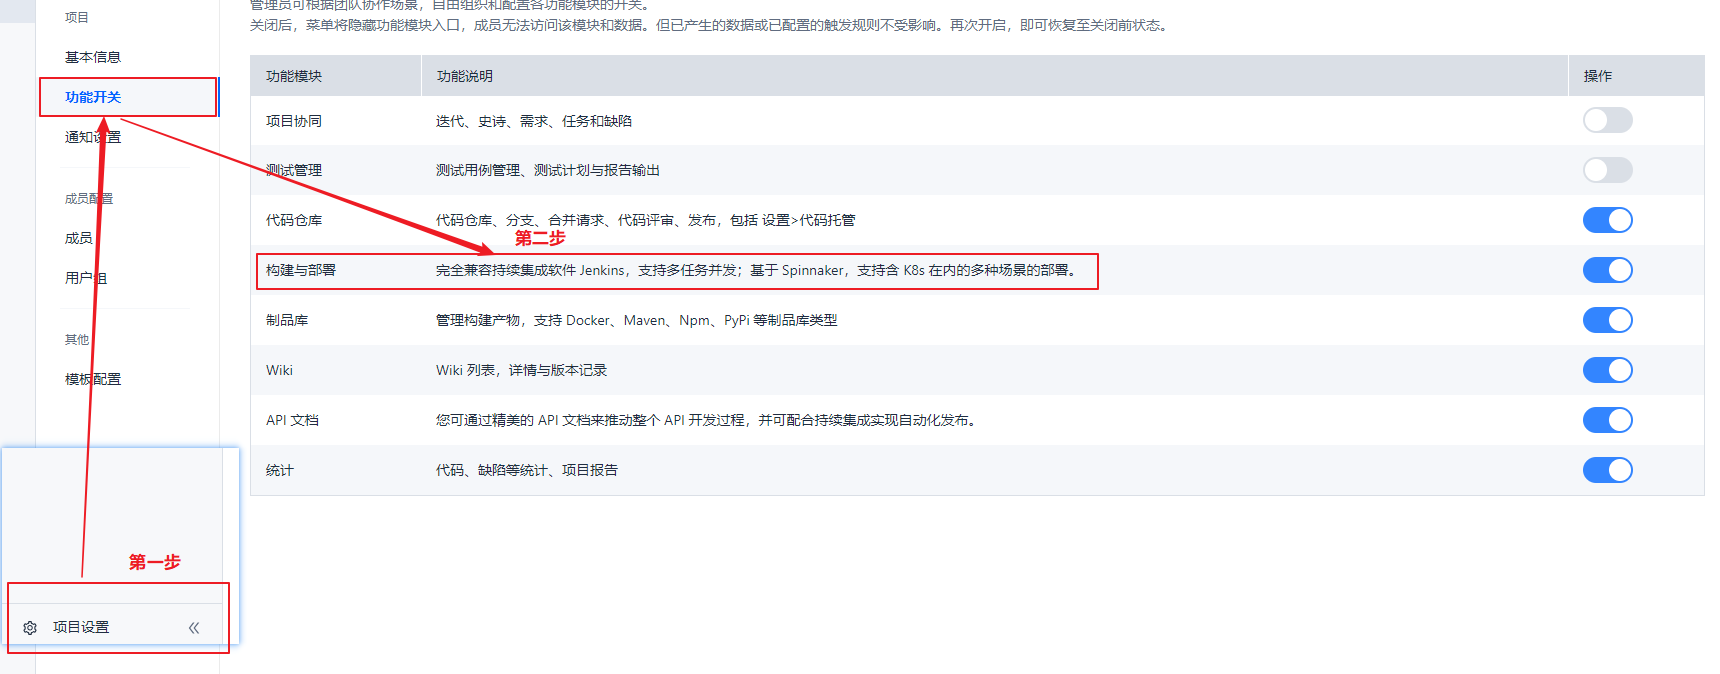 管理员可根据团队协作场景，自由组织和配置各功能模块的开关。
关闭后，菜单将隐藏功能模块入口，成员无法访问该模块和数据。但已产生的数据或已配置的触发规则不受影响。再次开启，即可恢复至关闭前状态。
项目
基本信息
功能开关
通知设置
成员配置
成员
用户组
其他
模板配置
第一步
项目设置
功能模块 功能说明 操作
项目协同 迭代、史诗、需求、任务和缺陷
测试管理 测试用例管理、测试计划与报告输出
代码仓库 代码仓库、分支、合并请求、代码评审、发布，包括 设置>代码托管
第二步
构建与部署 完全兼容持续集成软件 Jenkins，支持多任务并发；基于 Spinnaker，支持含 K8s 在内的多种场景的部署。
制品库 管理构建产物，支持 Docker、Maven、Npm、PyPi 等制品库类型
Wiki Wiki 列表，详情与版本记录
API 文档 您可通过精美的 API 文档来推动整个 API 开发过程，并可配合持续集成实现自动化发布。
统计 代码、缺陷等统计、项目报告